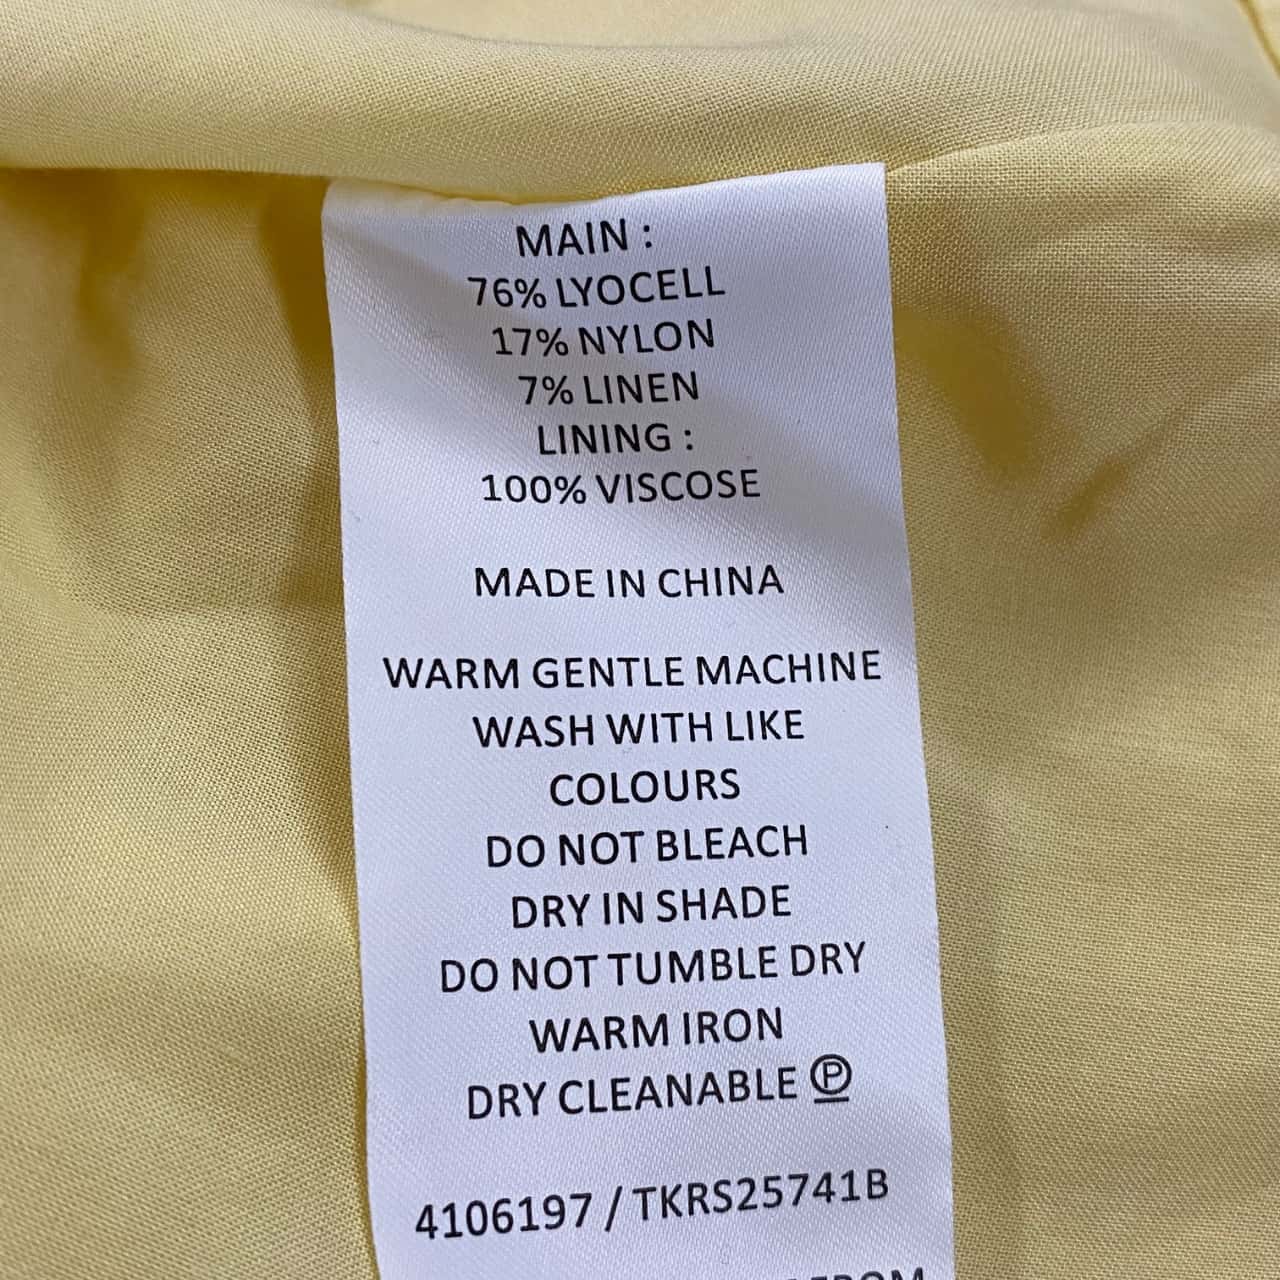 MAIN :
76% LYOCELL
17% NYLON
7% LINEN
LINING :
100% VISCOSE
MADE IN CHINA
WARM GENTLE MACHINE
WASH WITH LIKE
COLOURS
DO NOT BLEACH
DRY IN SHADE
DO NOT TUMBLE DRY
WARM IRON
DRY CLEANABLE Ⓟ
4106197 / TKRS25741B